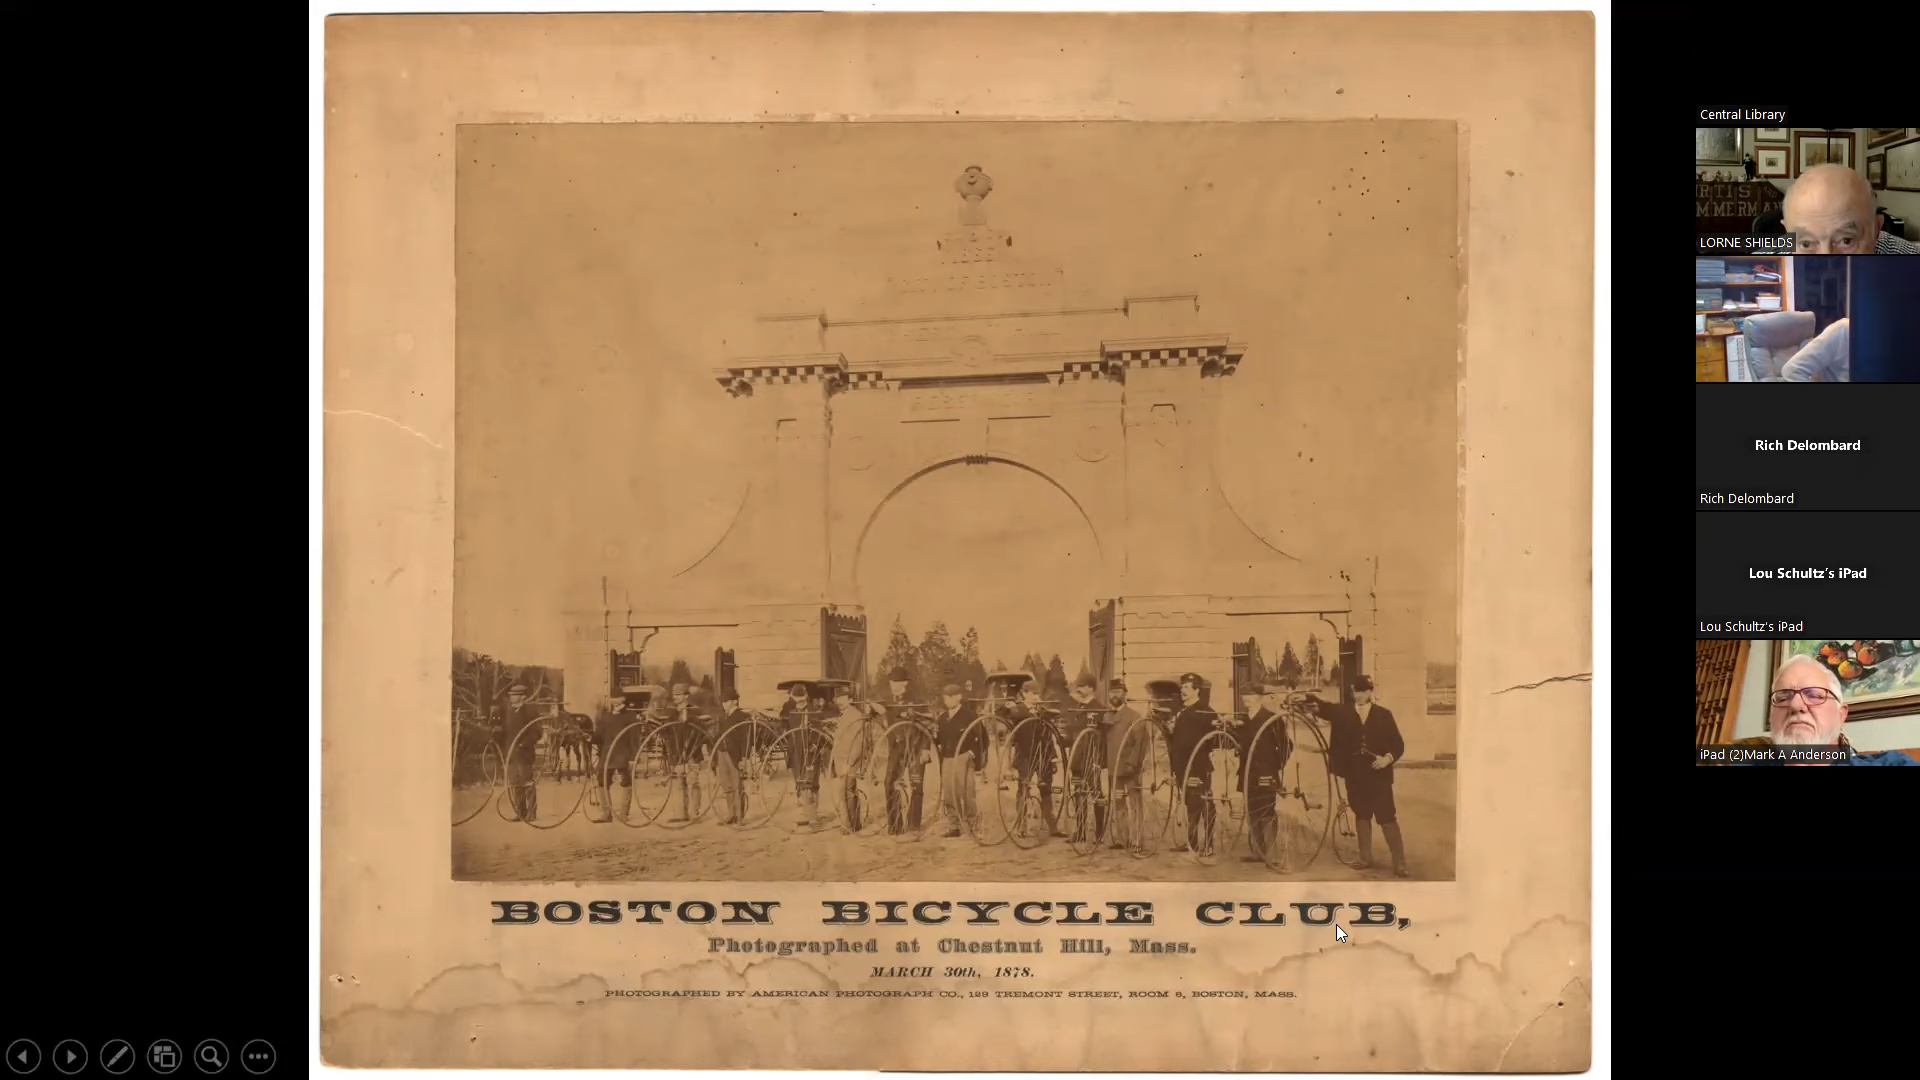 BOSTON BICYCLE CLUB,
Photographed at Chestnut Hill, Mass.
MARCH 30th, 1878.
PHOTOGRAPHED BY AMERICAN PHOTOGRAPH CO., 129 TREMONT STREET, ROOM 8, BOSTON, MASS.
Central Library
LORNE SHIELDS
Rich Delombard
Rich Delombard
Lou Schultz's iPad
Lou Schultz's iPad
iPad (2)Mark A Anderson